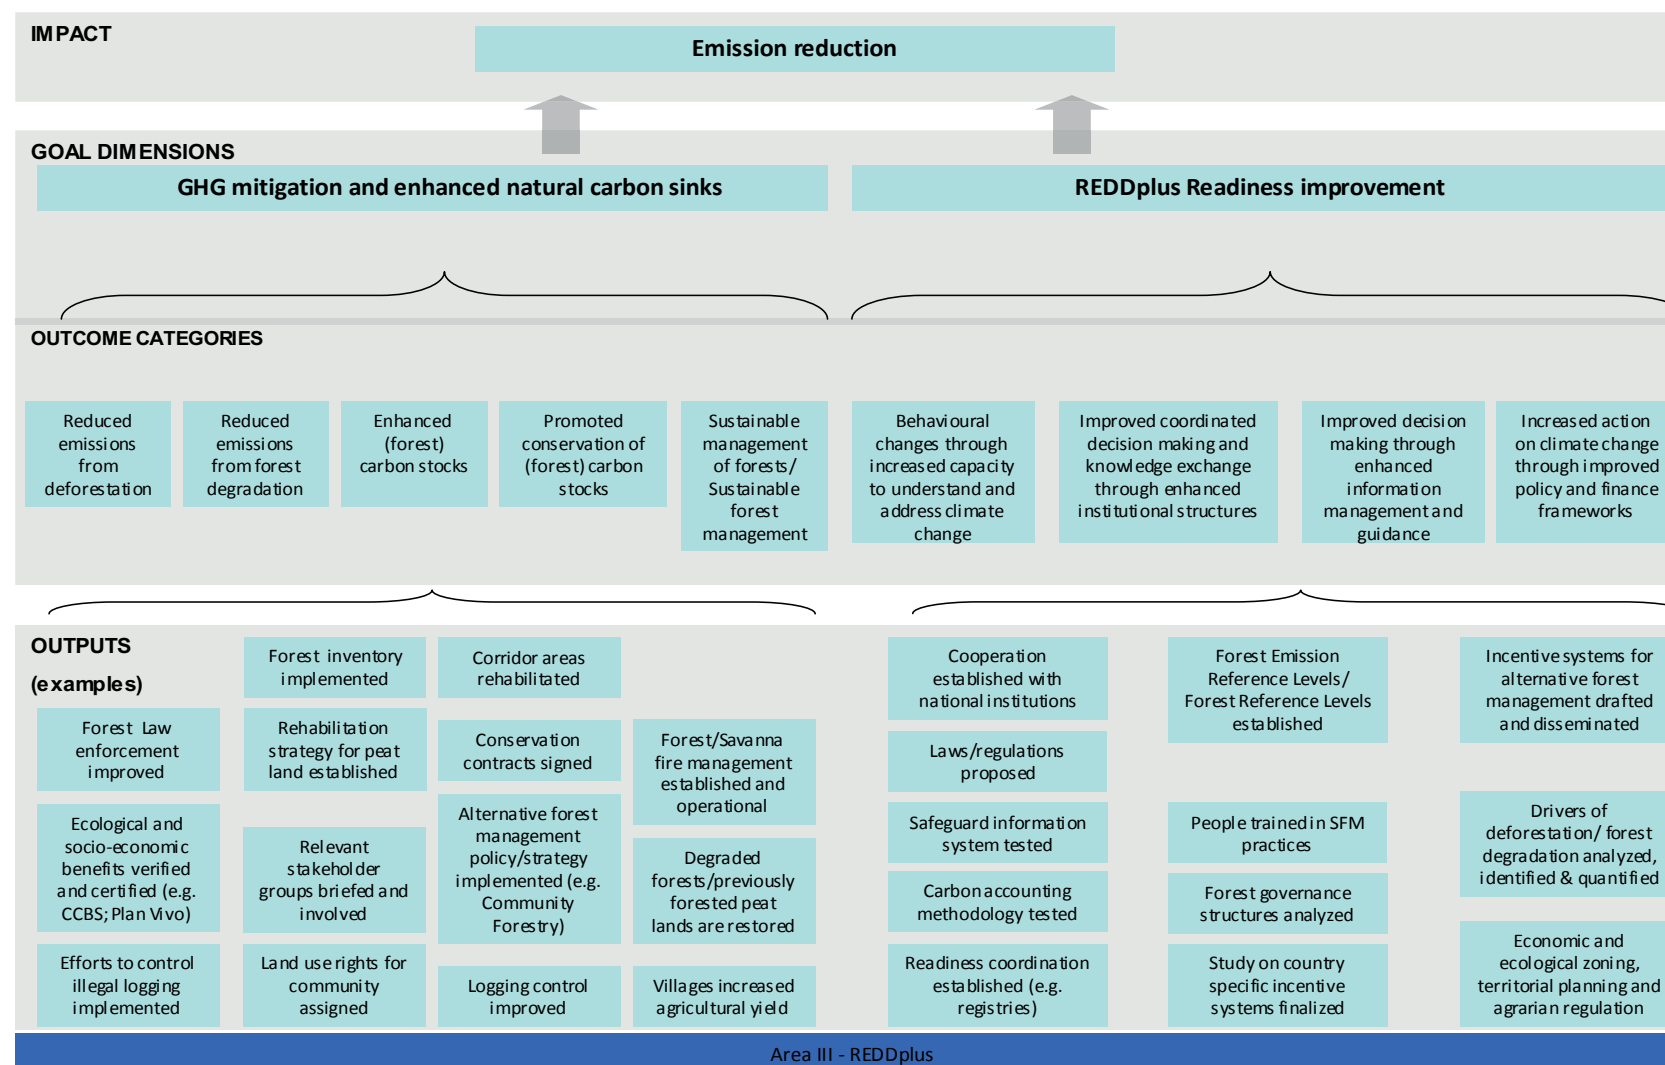 IMPACT
Emission reduction
GOAL DIMENSIONS
GHG mitigation and enhanced natural carbon sinks
REDDplus Readiness improvement
OUTCOME CATEGORIES
Reduced
emissions
from
deforestation
Reduced
emissions
from forest
degradation
Enhanced
(forest)
carbon stocks
Promoted
conservation of
(forest) carbon
stocks
Sustainable
management
of forests/
Sustainable
forest
management
Behavioural
changes through
increased capacity
to understand and
address climate
change
Improved coordinated
decision making and
knowledge exchange
through enhanced
institutional structures
Improved decision
making through
enhanced
information
management and
guidance
Increased action
on climate change
through improved
policy and finance
frameworks
OUTPUTS
(examples)
Forest Law
enforcement
improved
Ecological and
socio-economic
benefits verified
and certified (e.g.
CCBS; Plan Vivo)
Efforts to control
illegal logging
implemented
Forest inventory
implemented
Rehabilitation
strategy for peat
land established
Relevant
stakeholder
groups briefed and
involved
Land use rights for
community
assigned
Corridor areas
rehabilitated
Conservation
contracts signed
Alternative forest
management
policy/strategy
implemented (e.g.
Community
Forestry)
Logging control
improved
Forest/Savanna
fire management
established and
operational
Degraded
forests/previously
forested peat
lands are restored
Villages increased
agricultural yield
Cooperation
established with
national institutions
Laws/regulations
proposed
Safeguard information
system tested
Carbon accounting
methodology tested
Readiness coordination
established (e.g.
registries)
Forest Emission
Reference Levels/
Forest Reference Levels
established
People trained in SFM
practices
Forest governance
structures analyzed
Study on country
specific incentive
systems finalized
Incentive systems for
alternative forest
management drafted
and disseminated
Drivers of
deforestation/ forest
degradation analyzed,
identified & quantified
Economic and
ecological zoning,
territorial planning and
agrarian regulation
Area III - REDDplus